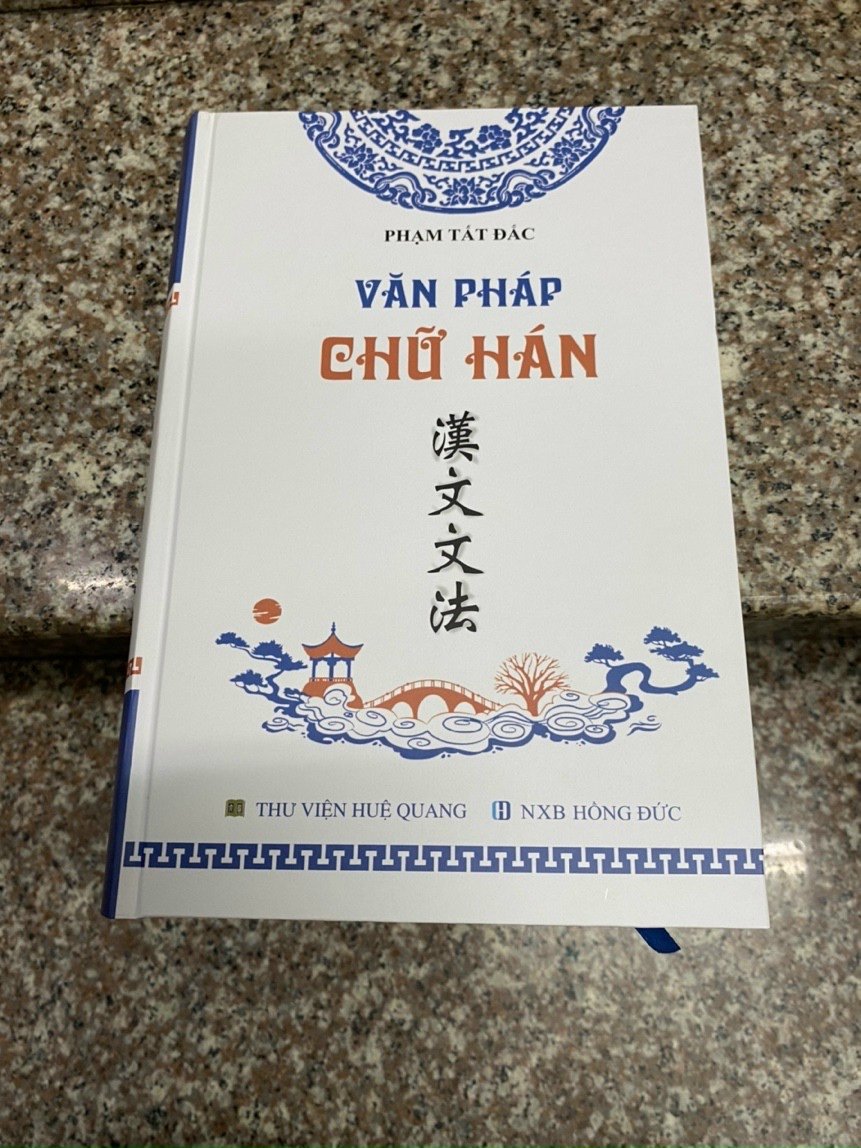 PHẠM TẤT ĐẮC
VĂN PHÁP
CHỮ HÁN
漢
文
文
法
THƯ VIỆN HUỆ QUANG
NXB HỒNG ĐỨC